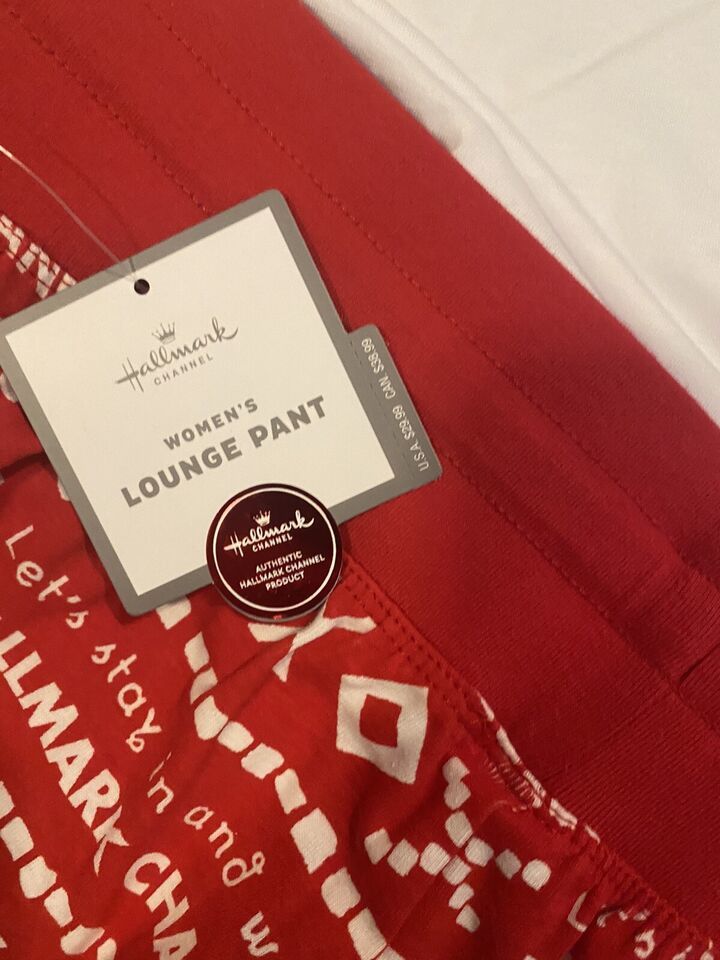 Hallmark
CHANNEL
WOMEN'S
LOUNGE PANT
U.S.A. $29.99 CAN. $38.99
Hallmark
CHANNEL
AUTHENTIC
HALLMARK CHANNEL
PRODUCT
Let's stay in and w
LLMARK CHA
Let's